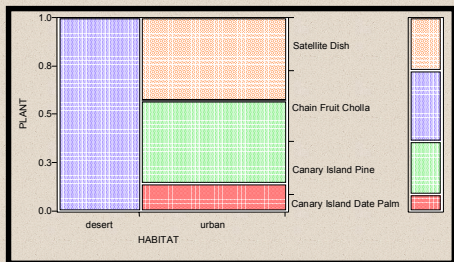 1.0
Satellite Dish
0.8
PLANT
Chain Fruit Cholla
0.5
Canary Island Pine
0.3
Canary Island Date Palm
0.0
desert
urban
HABITAT